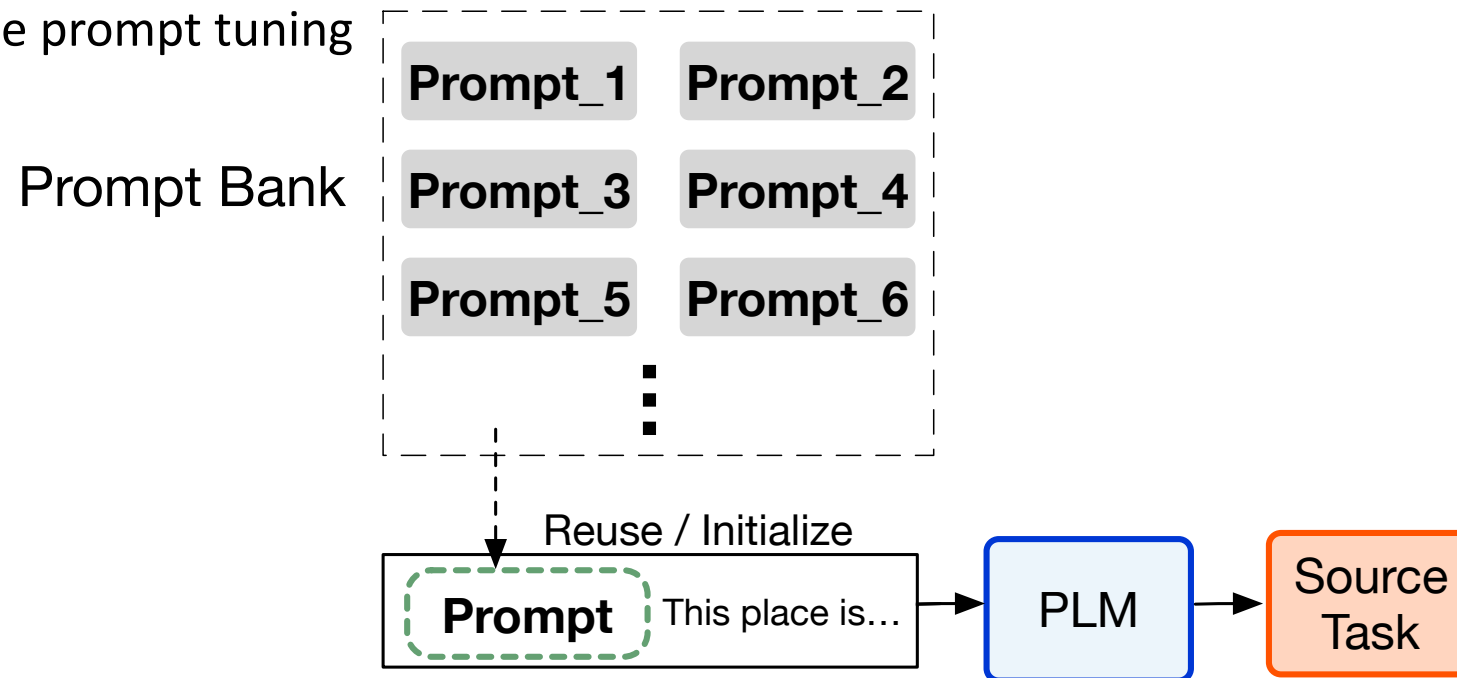 e prompt tuning
Prompt_1 Prompt_2
Prompt Bank
Prompt_3 Prompt_4
Prompt_5 Prompt_6
Reuse / Initialize
Prompt This place is...
PLM
Source
Task